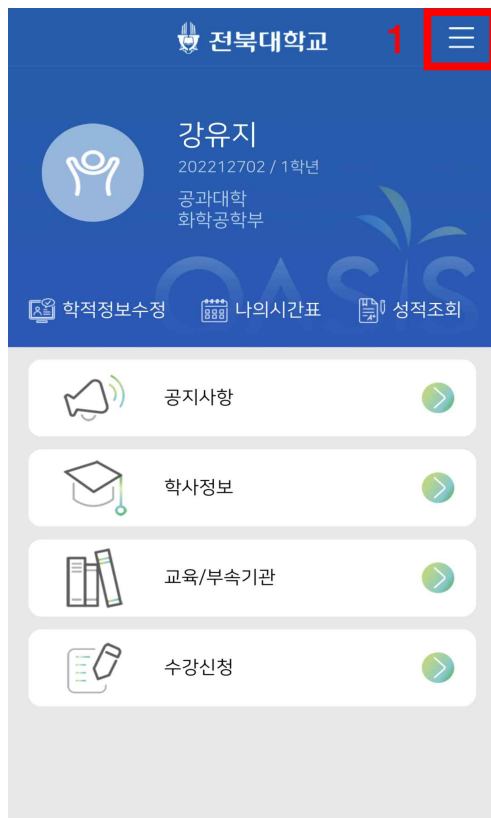 전북대학교
1
강유지
202212702 / 1학년
공과대학
화학공학부
OASIS
학적정보수정 나의시간표 성적조회
공지사항
학사정보
교육/부속기관
수강신청